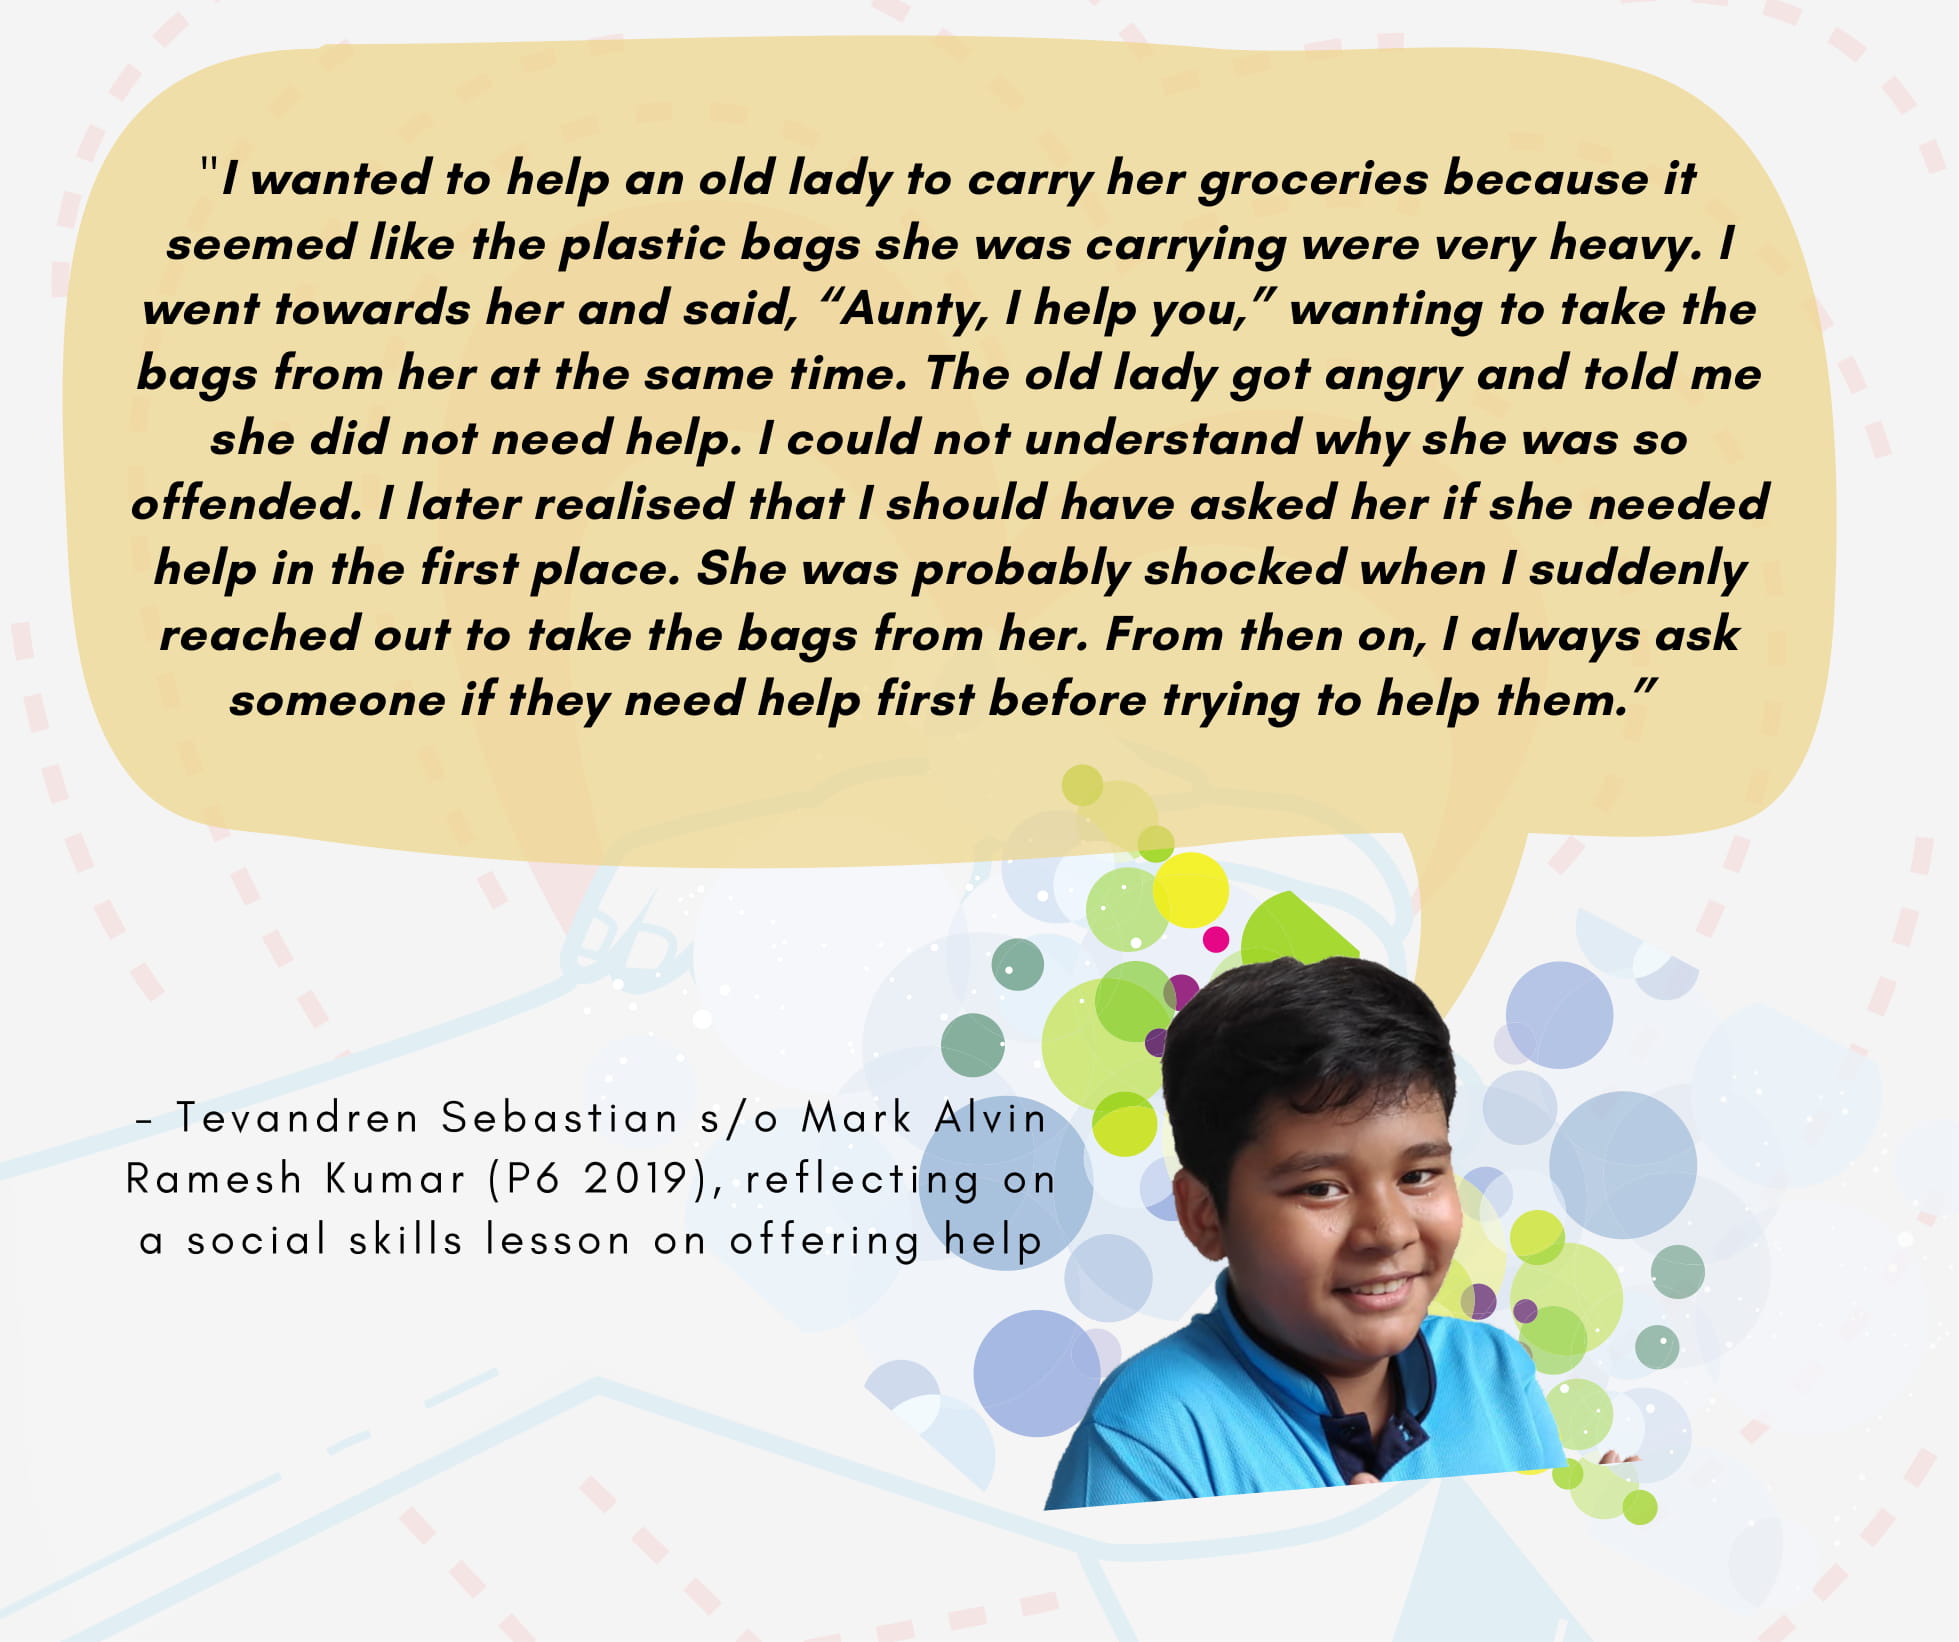 "I wanted to help an old lady to carry her groceries because it
seemed like the plastic bags she was carrying were very heavy. I
went towards her and said, “Aunty, I help you,” wanting to take the
bags from her at the same time. The old lady got angry and told me
she did not need help. I could not understand why she was so
offended. I later realised that I should have asked her if she needed
help in the first place. She was probably shocked when I suddenly
reached out to take the bags from her. From then on, I always ask
someone if they need help first before trying to help them.”
– Tevandren Sebastian s/o Mark Alvin
Ramesh Kumar (P6 2019), reflecting on
a social skills lesson on offering help